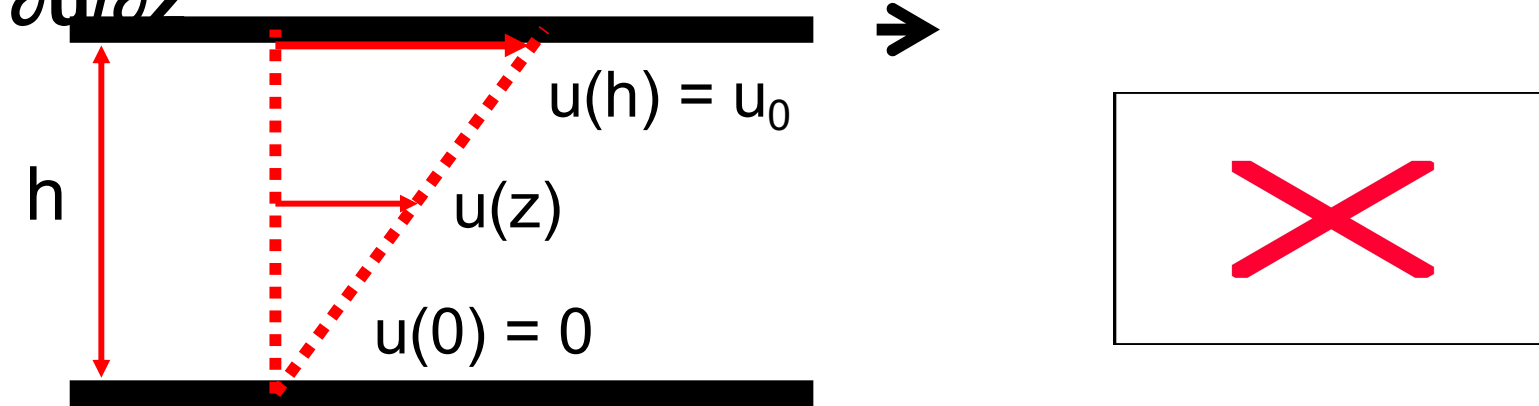 ∂u/∂z
u(h) = u₀
h
u(z)
u(0) = 0